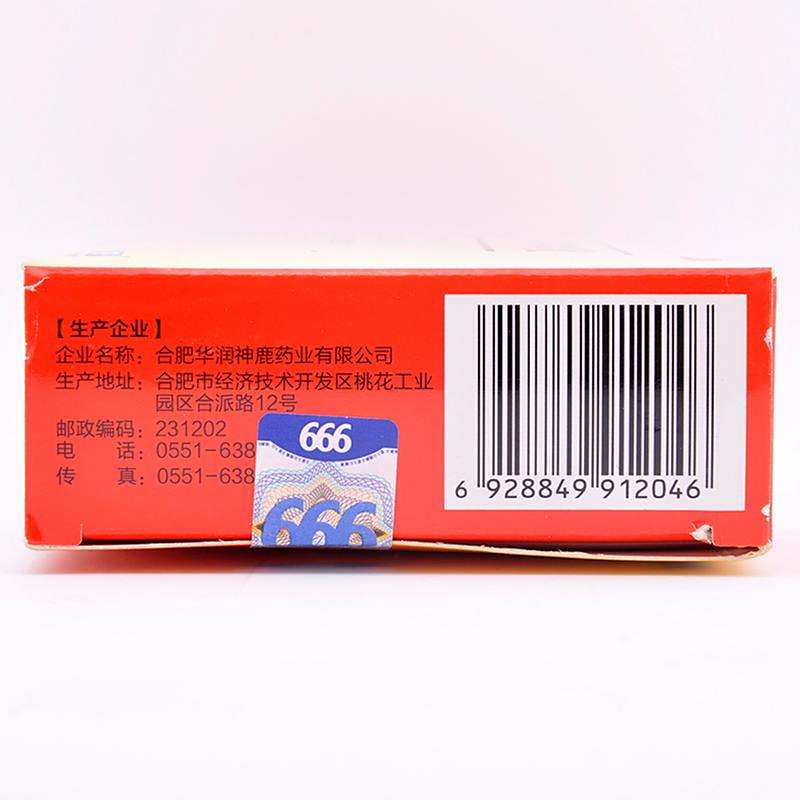 【生产企业】
企业名称：合肥华润神鹿药业有限公司
生产地址：合肥市经济技术开发区桃花工业
园区合派路12号
邮政编码：231202
电　　话：0551-638
传　　真：0551-638
666
666
6 928849 912046